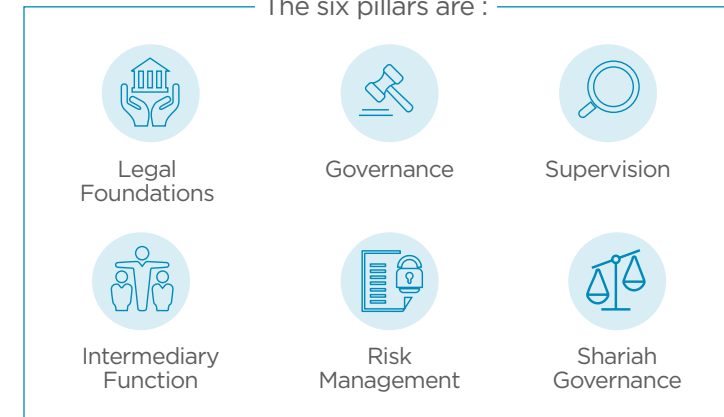 The six pillars are :
Legal
Foundations
Governance
Supervision
Intermediary
Function
Risk
Management
Shariah
Governance